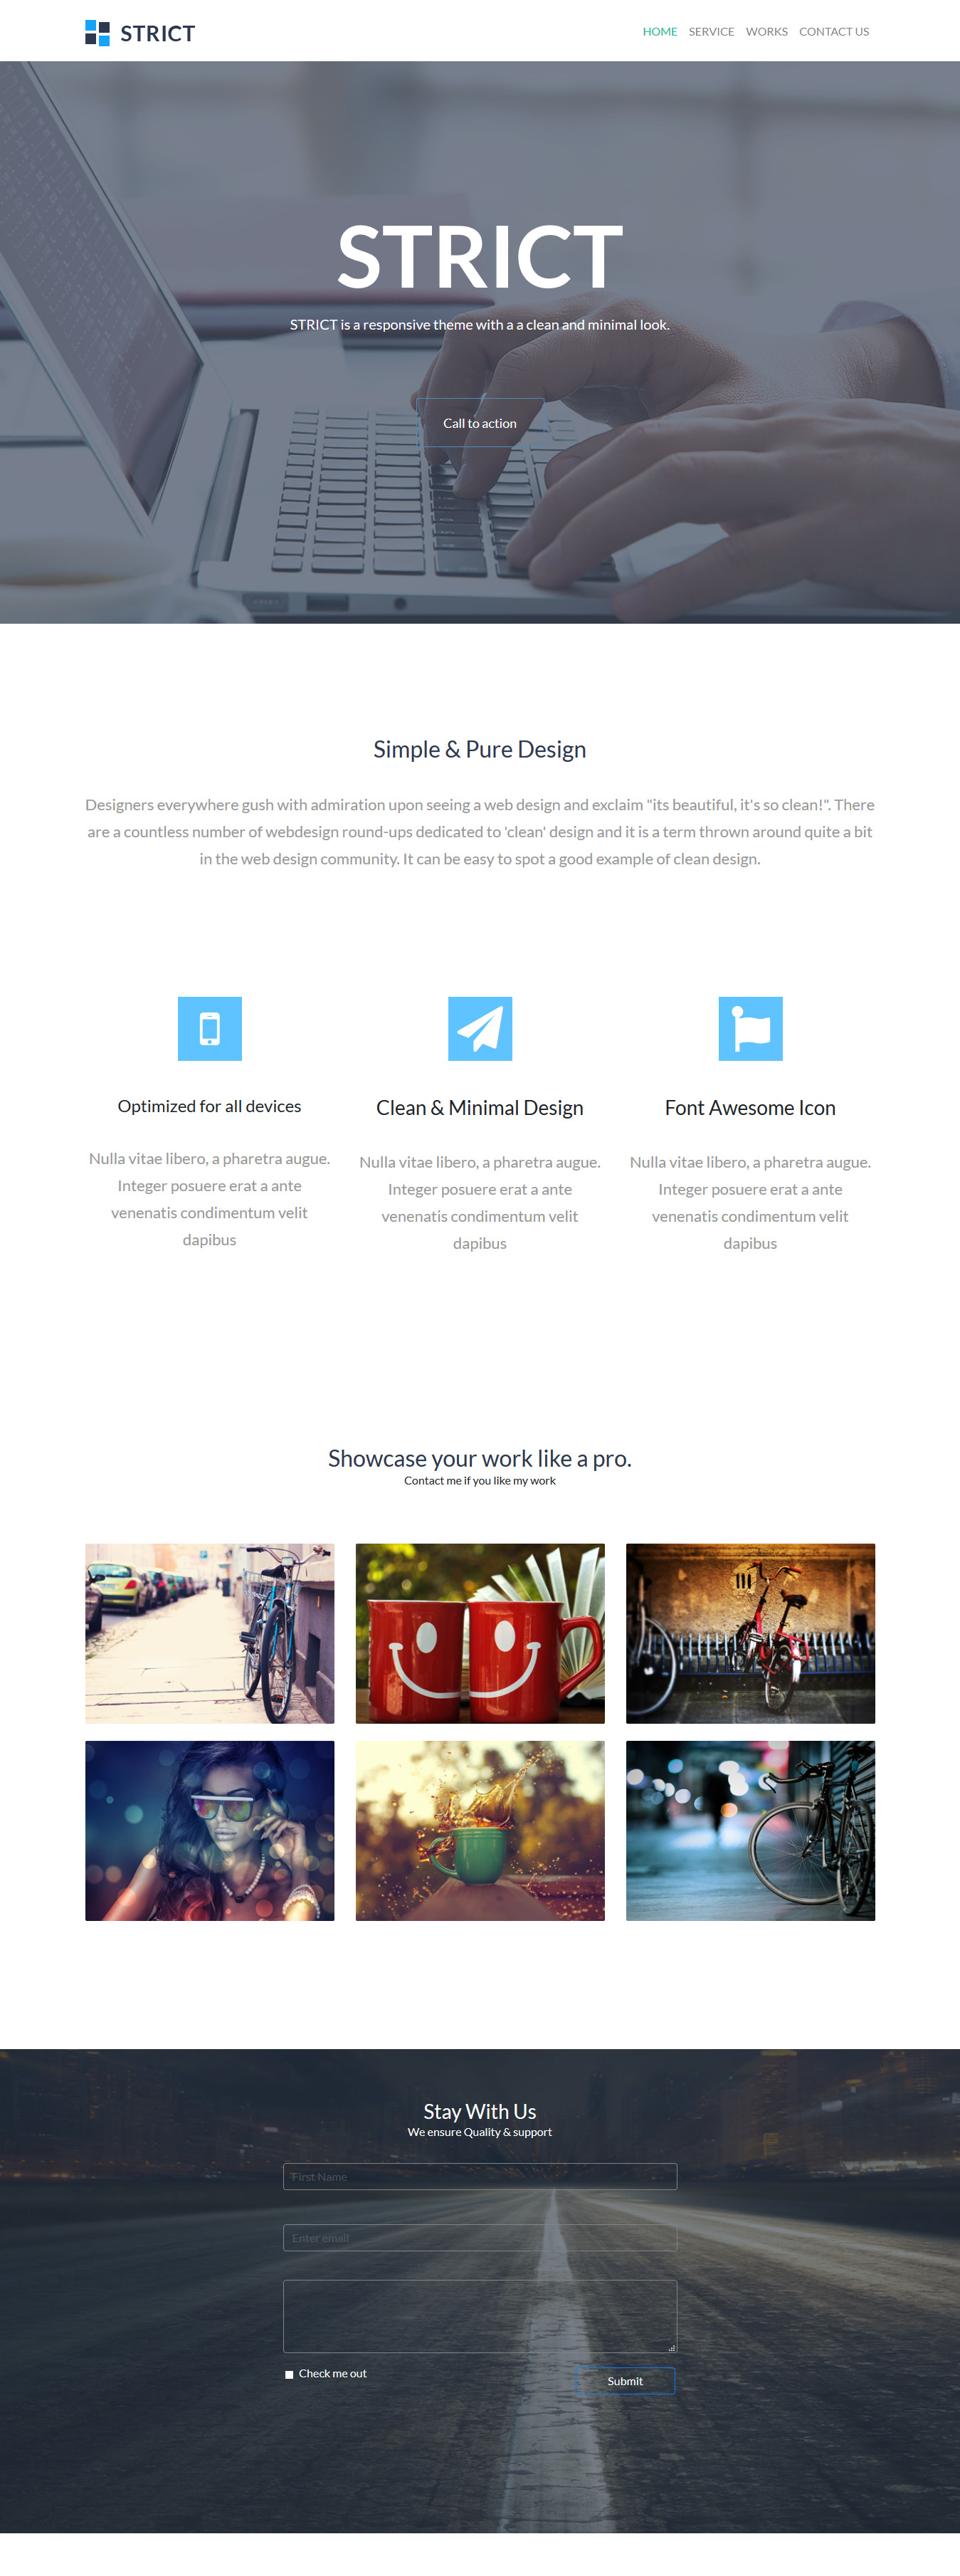 STRICT
HOME SERVICE WORKS CONTACT US
STRICT
STRICT is a responsive theme with a a clean and minimal look.
Call to action
Simple & Pure Design
Designers everywhere gush with admiration upon seeing a web design and exclaim "its beautiful, it's so clean!". There
are a countless number of webdesign round-ups dedicated to 'clean' design and it is a term thrown around quite a bit
in the web design community. It can be easy to spot a good example of clean design.
Optimized for all devices
Nulla vitae libero, a pharetra augue.
Integer posuere erat a ante
venenatis condimentum velit
dapibus
Clean & Minimal Design
Nulla vitae libero, a pharetra augue.
Integer posuere erat a ante
venenatis condimentum velit
dapibus
Font Awesome Icon
Nulla vitae libero, a pharetra augue.
Integer posuere erat a ante
venenatis condimentum velit
dapibus
Showcase your work like a pro.
Contact me if you like my work
Stay With Us
We ensure Quality & support
First Name
Enter email
Check me out
Submit